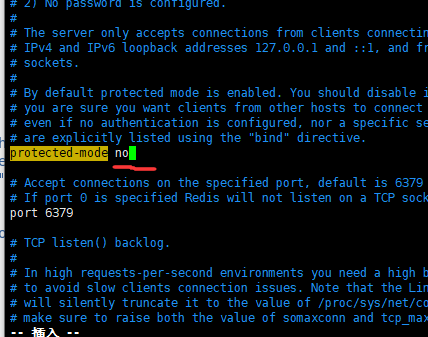 # 2) No password is configured.
#
# The server only accepts connections from clients connectin
# IPv4 and IPv6 loopback addresses 127.0.0.1 and ::1, and fr
# sockets.
#
# By default protected mode is enabled. You should disable i
# you are sure you want clients from other hosts to connect
# even if no authentication is configured, nor a specific se
# are explicitly listed using the "bind" directive.
protected-mode no
# Accept connections on the specified port, default is 6379
# If port 0 is specified Redis will not listen on a TCP sock
port 6379
# TCP listen() backlog.
#
# In high requests-per-second environments you need a high b
# to avoid slow clients connection issues. Note that the Lin
# will silently truncate it to the value of /proc/sys/net/co
# make sure to raise both the value of somaxconn and tcp_max
-- 插入 --